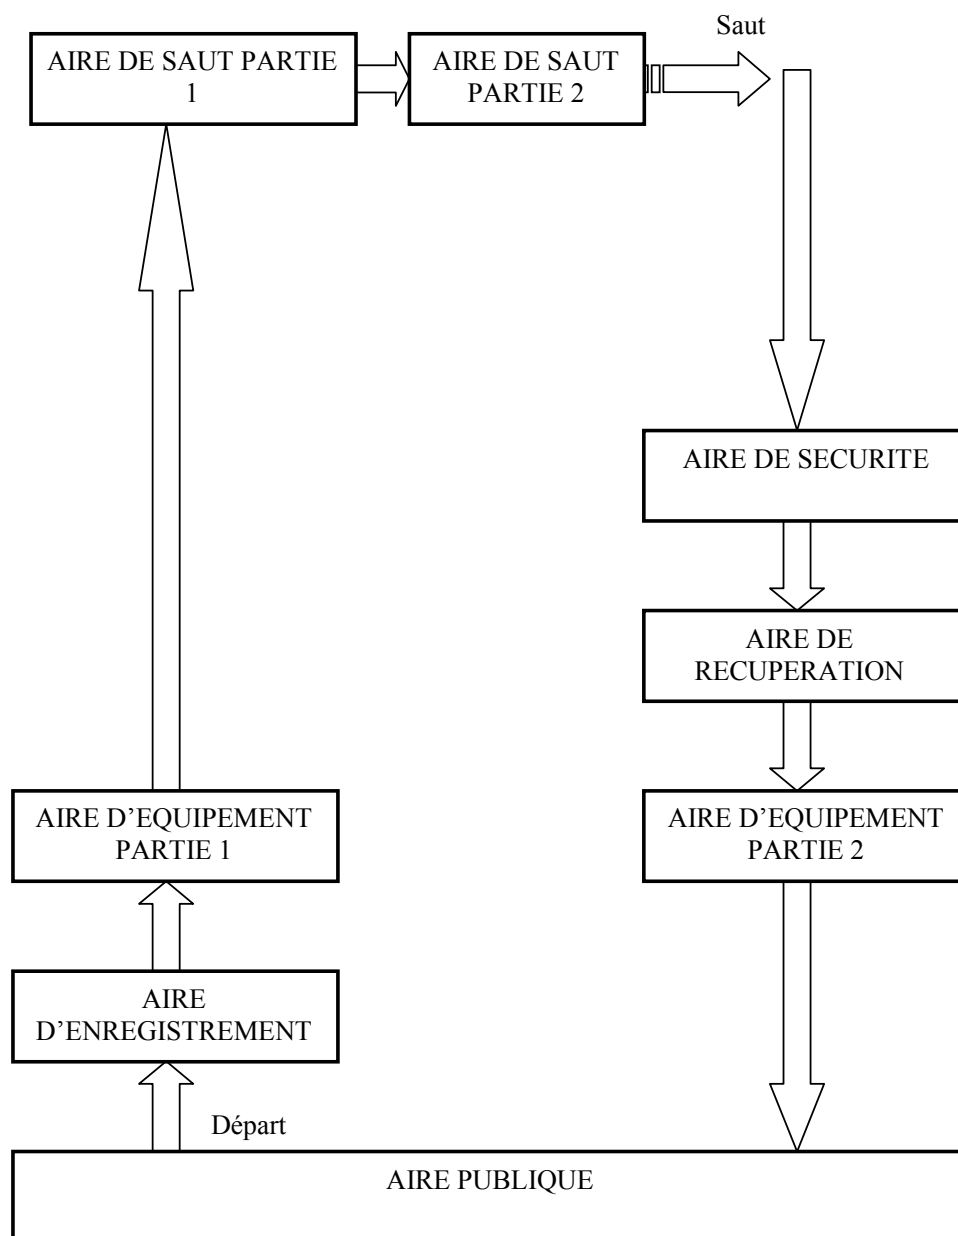 Saut
AIRE DE SAUT PARTIE
1
AIRE DE SAUT
PARTIE 2
AIRE DE SECURITE
AIRE DE
RECUPERATION
AIRE D’EQUIPEMENT
PARTIE 1
AIRE D’EQUIPEMENT
PARTIE 2
AIRE
D’ENREGISTREMENT
Départ
AIRE PUBLIQUE